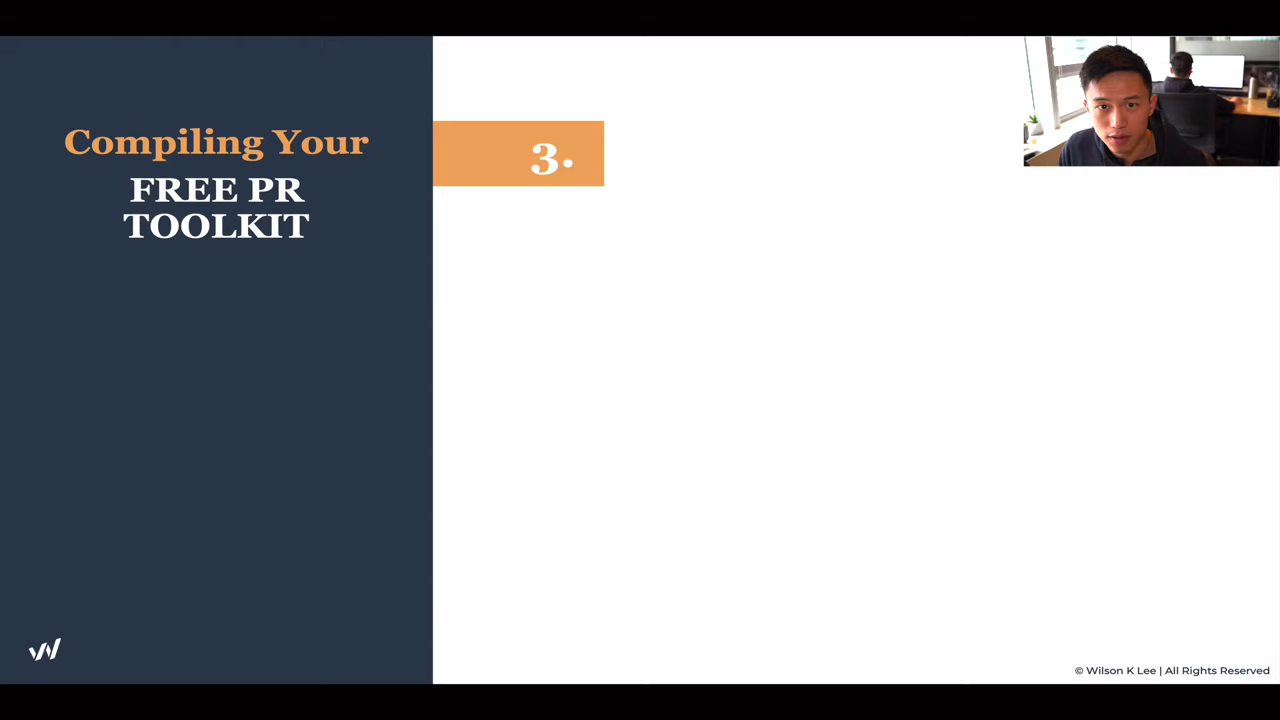 Compiling Your
FREE PR
TOOLKIT
3.
© Wilson K Lee | All Rights Reserved